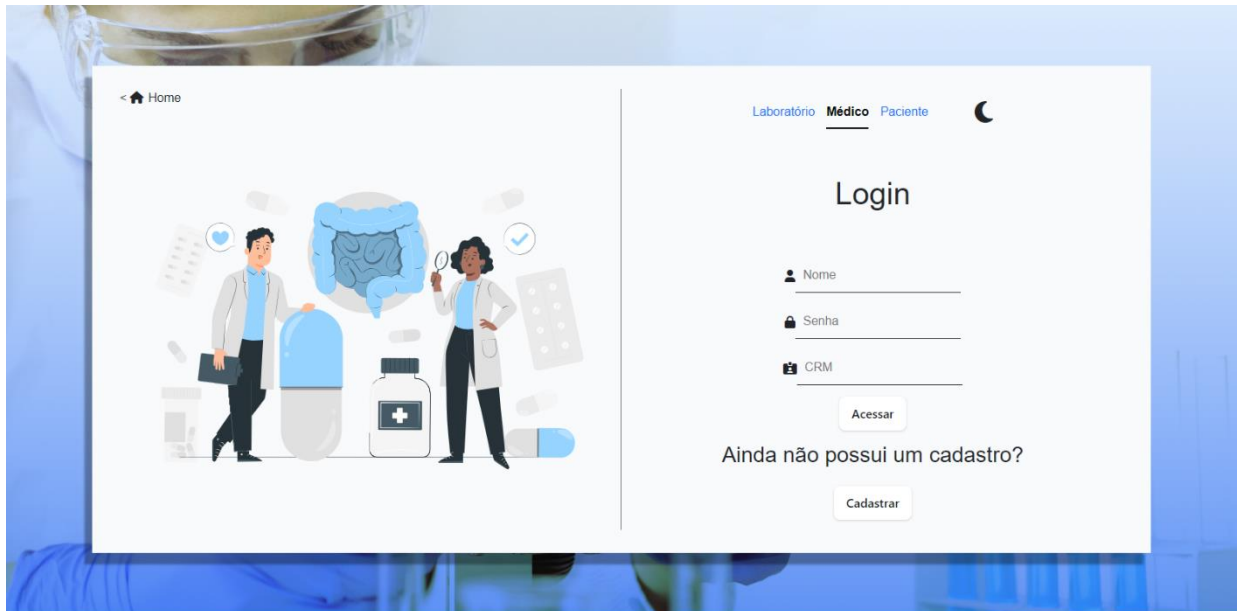 < Home
Laboratório Médico Paciente
Login
Nome
Senha
CRM
Acessar
Ainda não possui um cadastro?
Cadastrar